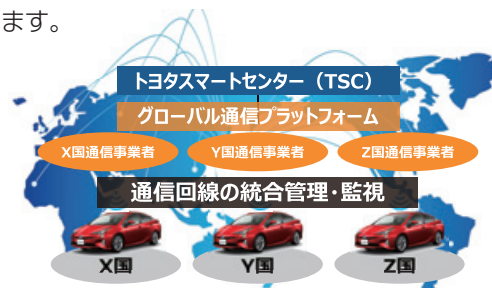 ます。
トヨタスマートセンター（TSC）
グローバル通信プラットフォーム
X国通信事業者 Y国通信事業者 Z国通信事業者
通信回線の統合管理・監視
X国 Y国 Z国